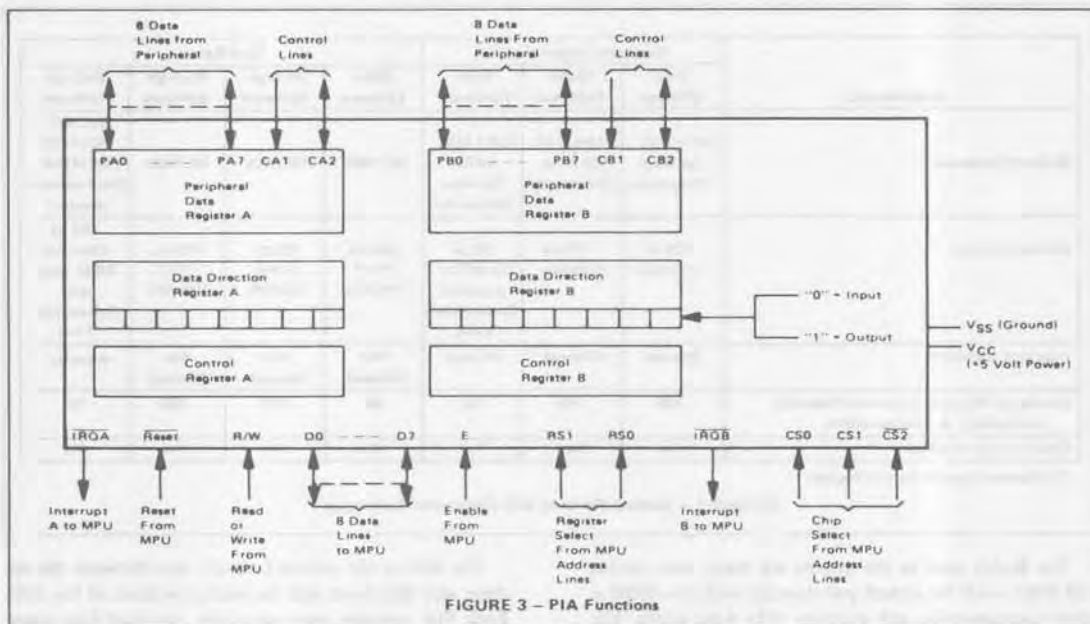 8 Data
Lines from
Peripheral
Control
Lines
8 Data
Lines From
Peripheral
Control
Lines
PA0 - - - - PA7 CA1 CA2
PB0 - - - PB7 CB1 CB2
Peripheral
Data
Register A
Peripheral
Data
Register B
Data Direction
Register A
Data Direction
Register B
"0" = Input
"1" = Output
VSS (Ground)
VCC
(+5 Volt Power)
Control
Register A
Control
Register B
IRQA Reset R/W D0 - - - - D7 E RS1 RS0 IRQB CS0 CS1 CS2
Interrupt
A to MPU
Reset
From
MPU
Read
or
Write
From
MPU
8 Data
Lines
to MPU
Enable
From
MPU
Register
Select
From MPU
Address
Lines
Interrupt
B to MPU
Chip
Select
From MPU
Address
Lines
FIGURE 3 – PIA Functions